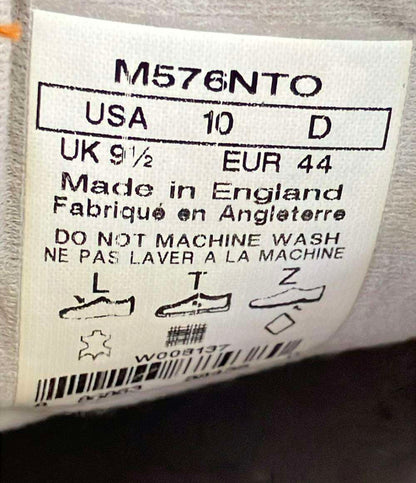 M576NTO
USA 10 D
UK 9½ EUR 44
Made in England
Fabriqué en Angleterre
DO NOT MACHINE WASH
NE PAS LAVER A LA MACHINE
L T Z
W008137